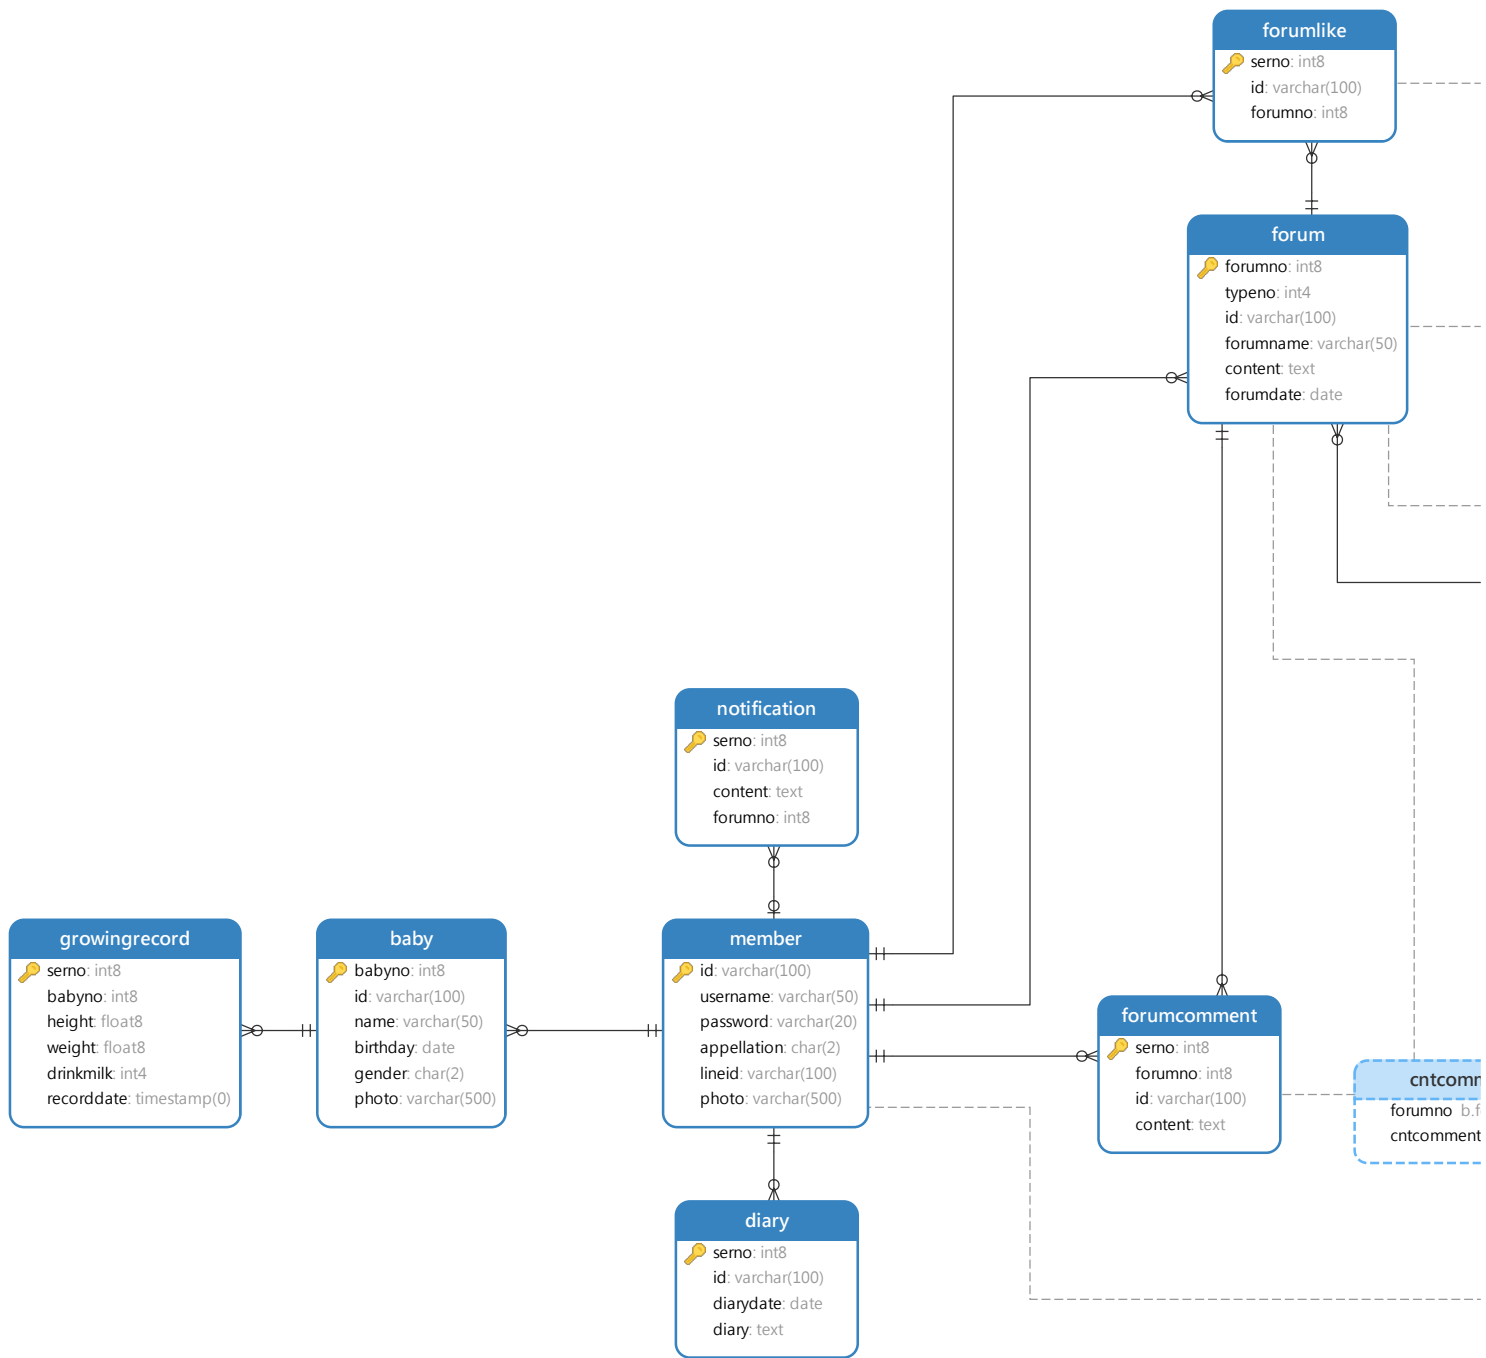 forumlike
serno: int8
id: varchar(100)
forumno: int8
forum
forumno: int8
typeno: int4
id: varchar(100)
forumname: varchar(50)
content: text
forumdate: date
notification
serno: int8
id: varchar(100)
content: text
forumno: int8
growingrecord
serno: int8
babyno: int8
height: float8
weight: float8
drinkmilk: int4
recorddate: timestamp(0)
baby
babyno: int8
id: varchar(100)
name: varchar(50)
birthday: date
gender: char(2)
photo: varchar(500)
member
id: varchar(100)
username: varchar(50)
password: varchar(20)
appellation: char(2)
lineid: varchar(100)
photo: varchar(500)
forumcomment
serno: int8
forumno: int8
id: varchar(100)
content: text
forumno
cntcomment
diary
serno: int8
id: varchar(100)
diarydate: date
diary: text